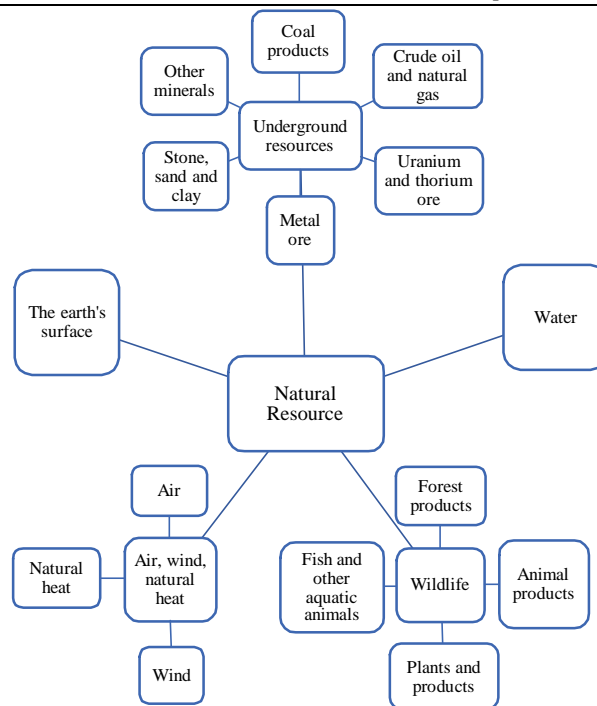 Coal
products
Other
minerals
Crude oil
and natural
gas
Underground
resources
Stone,
sand and
clay
Uranium
and thorium
ore
Metal
ore
The earth's
surface
Water
Natural
Resource
Air
Forest
products
Natural
heat
Air, wind,
natural
heat
Fish and
other
aquatic
animals
Wildlife
Animal
products
Wind
Plants and
products